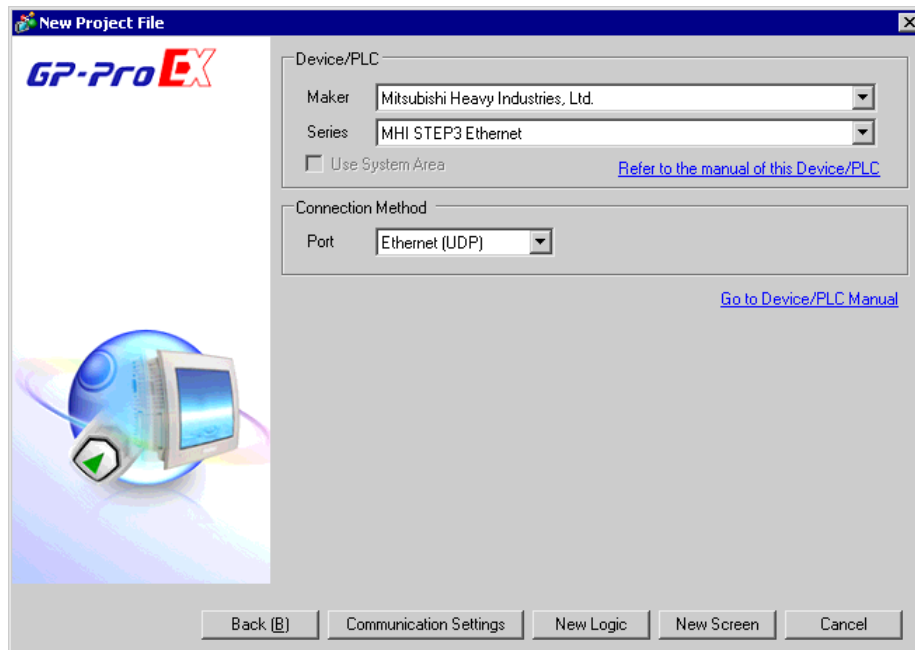 New Project File
GP-Pro EX
Device/PLC
Maker Mitsubishi Heavy Industries, Ltd.
Series MHI STEP3 Ethernet
Use System Area Refer to the manual of this Device/PLC
Connection Method
Port Ethernet (UDP)
Go to Device/PLC Manual
Back (B) Communication Settings New Logic New Screen Cancel